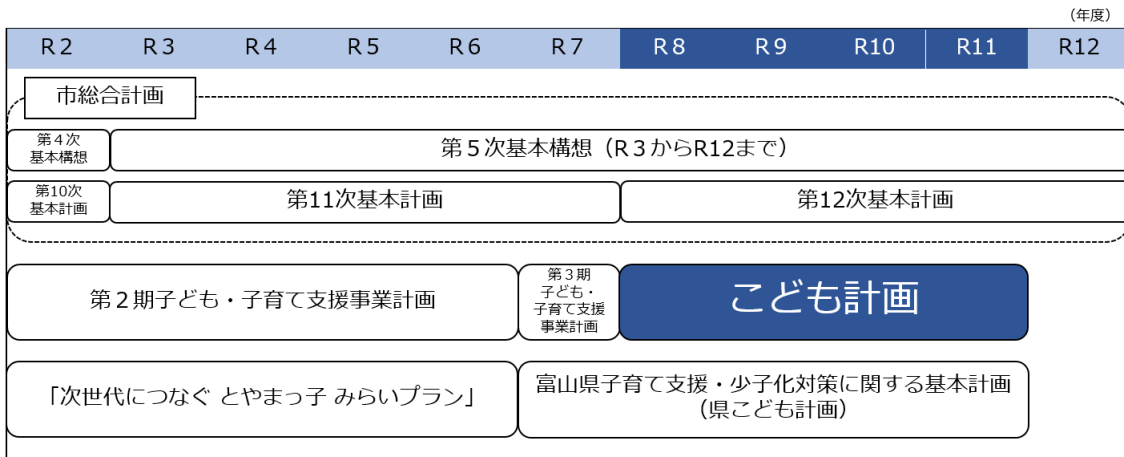 （年度）
R２ R３ R４ R５ R６ R７ R８ R９ R10 R11 R12
市総合計画
第４次
基本構想
第５次基本構想（R３からR12まで）
第10次
基本計画
第11次基本計画
第12次基本計画
第２期子ども・子育て支援事業計画
第３期
子ども・
子育て支援
事業計画
こども計画
「次世代につなぐ とやまっ子 みらいプラン」
富山県子育て支援・少子化対策に関する基本計画
（県こども計画）